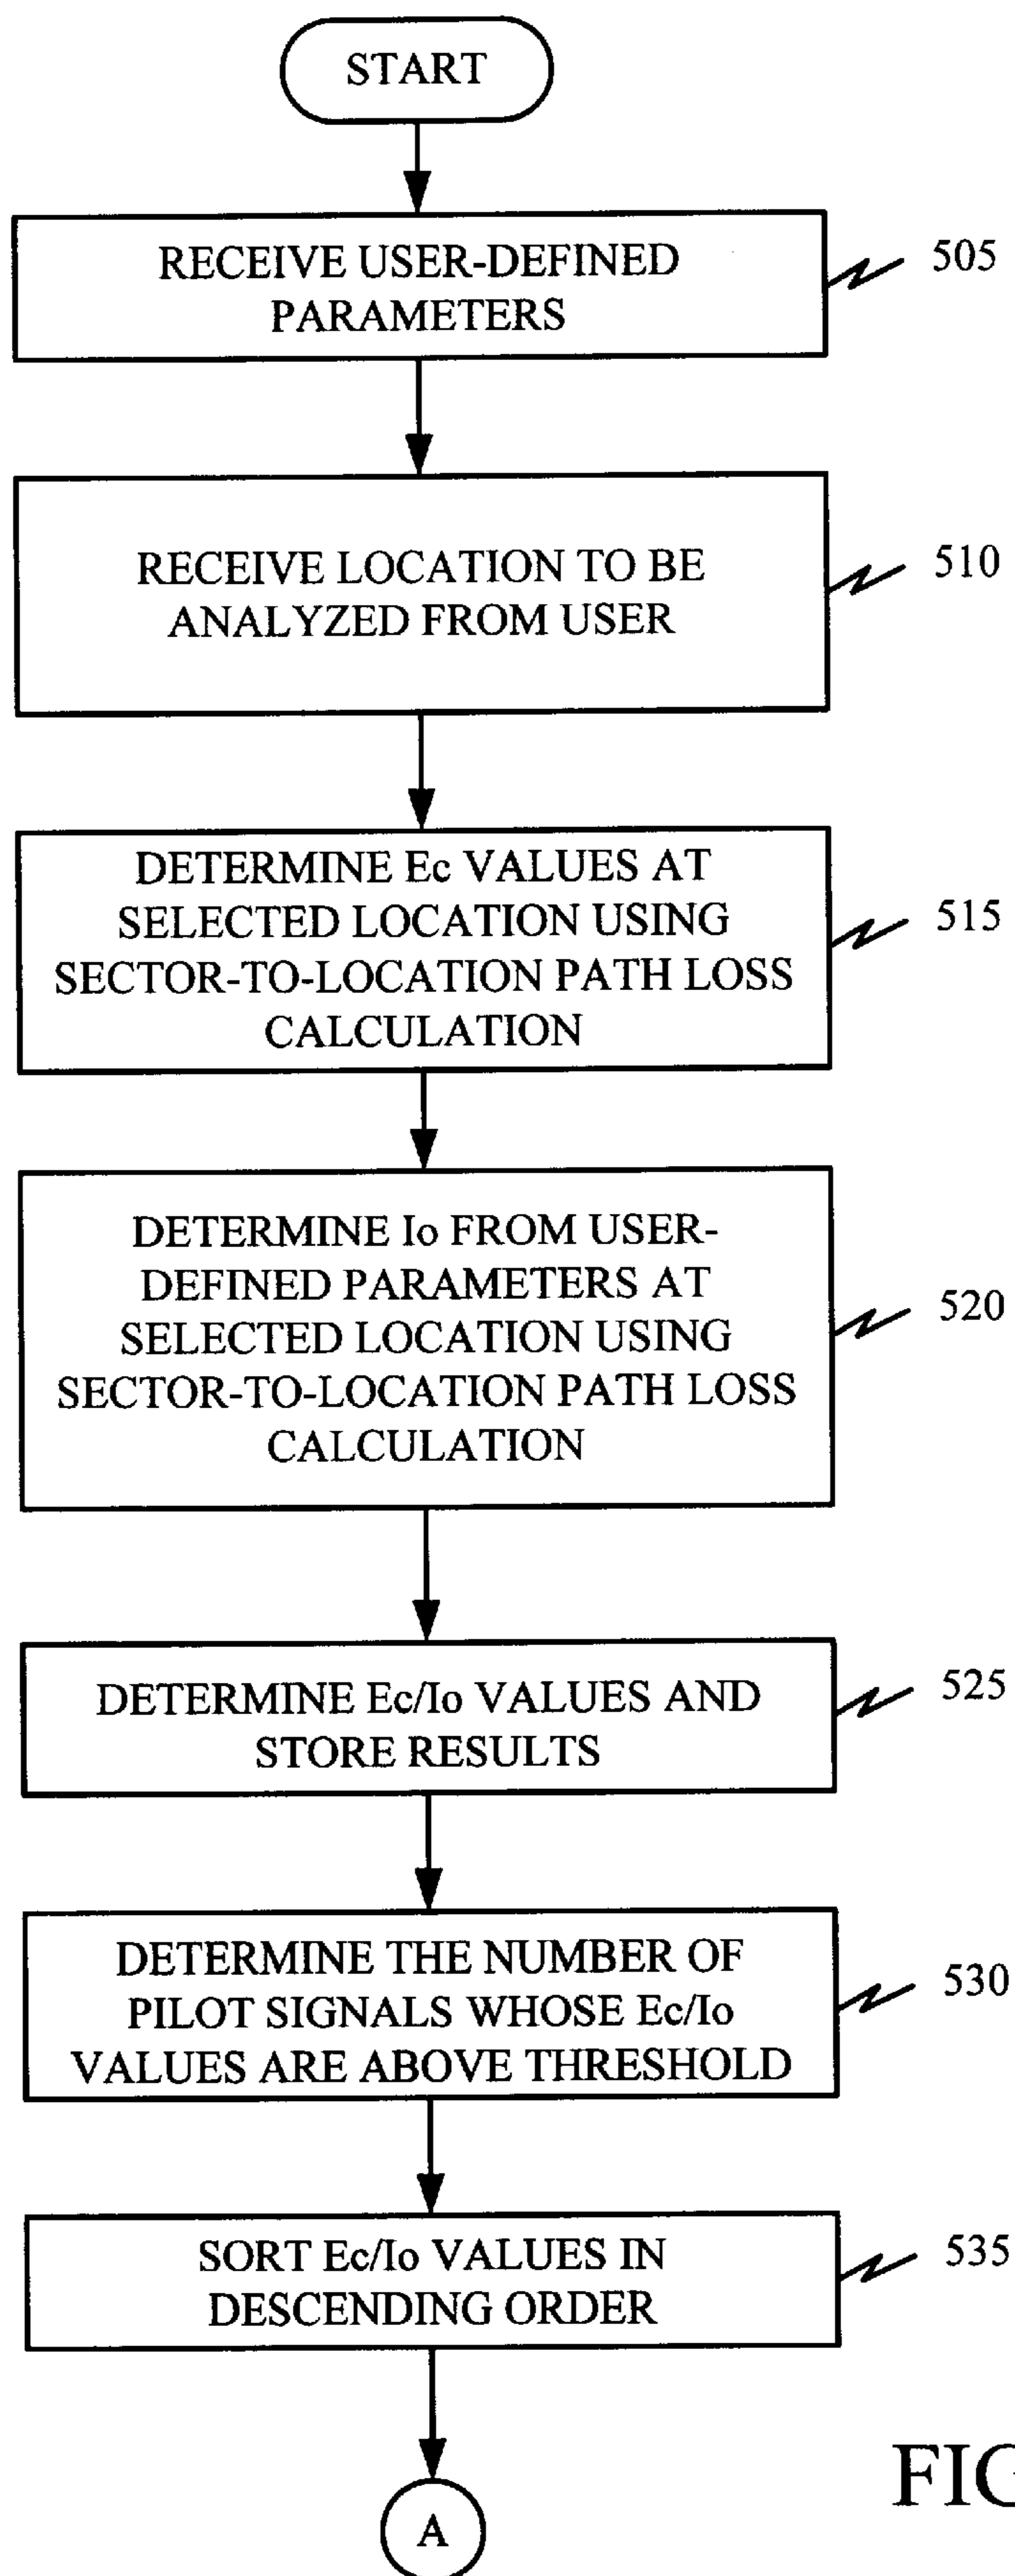 START
RECEIVE USER-DEFINED
PARAMETERS
505
RECEIVE LOCATION TO BE
ANALYZED FROM USER
510
DETERMINE Ec VALUES AT
SELECTED LOCATION USING
SECTOR-TO-LOCATION PATH LOSS
CALCULATION
515
DETERMINE Io FROM USER-
DEFINED PARAMETERS AT
SELECTED LOCATION USING
SECTOR-TO-LOCATION PATH LOSS
CALCULATION
520
DETERMINE Ec/Io VALUES AND
STORE RESULTS
525
DETERMINE THE NUMBER OF
PILOT SIGNALS WHOSE Ec/Io
VALUES ARE ABOVE THRESHOLD
530
SORT Ec/Io VALUES IN
DESCENDING ORDER
535
A